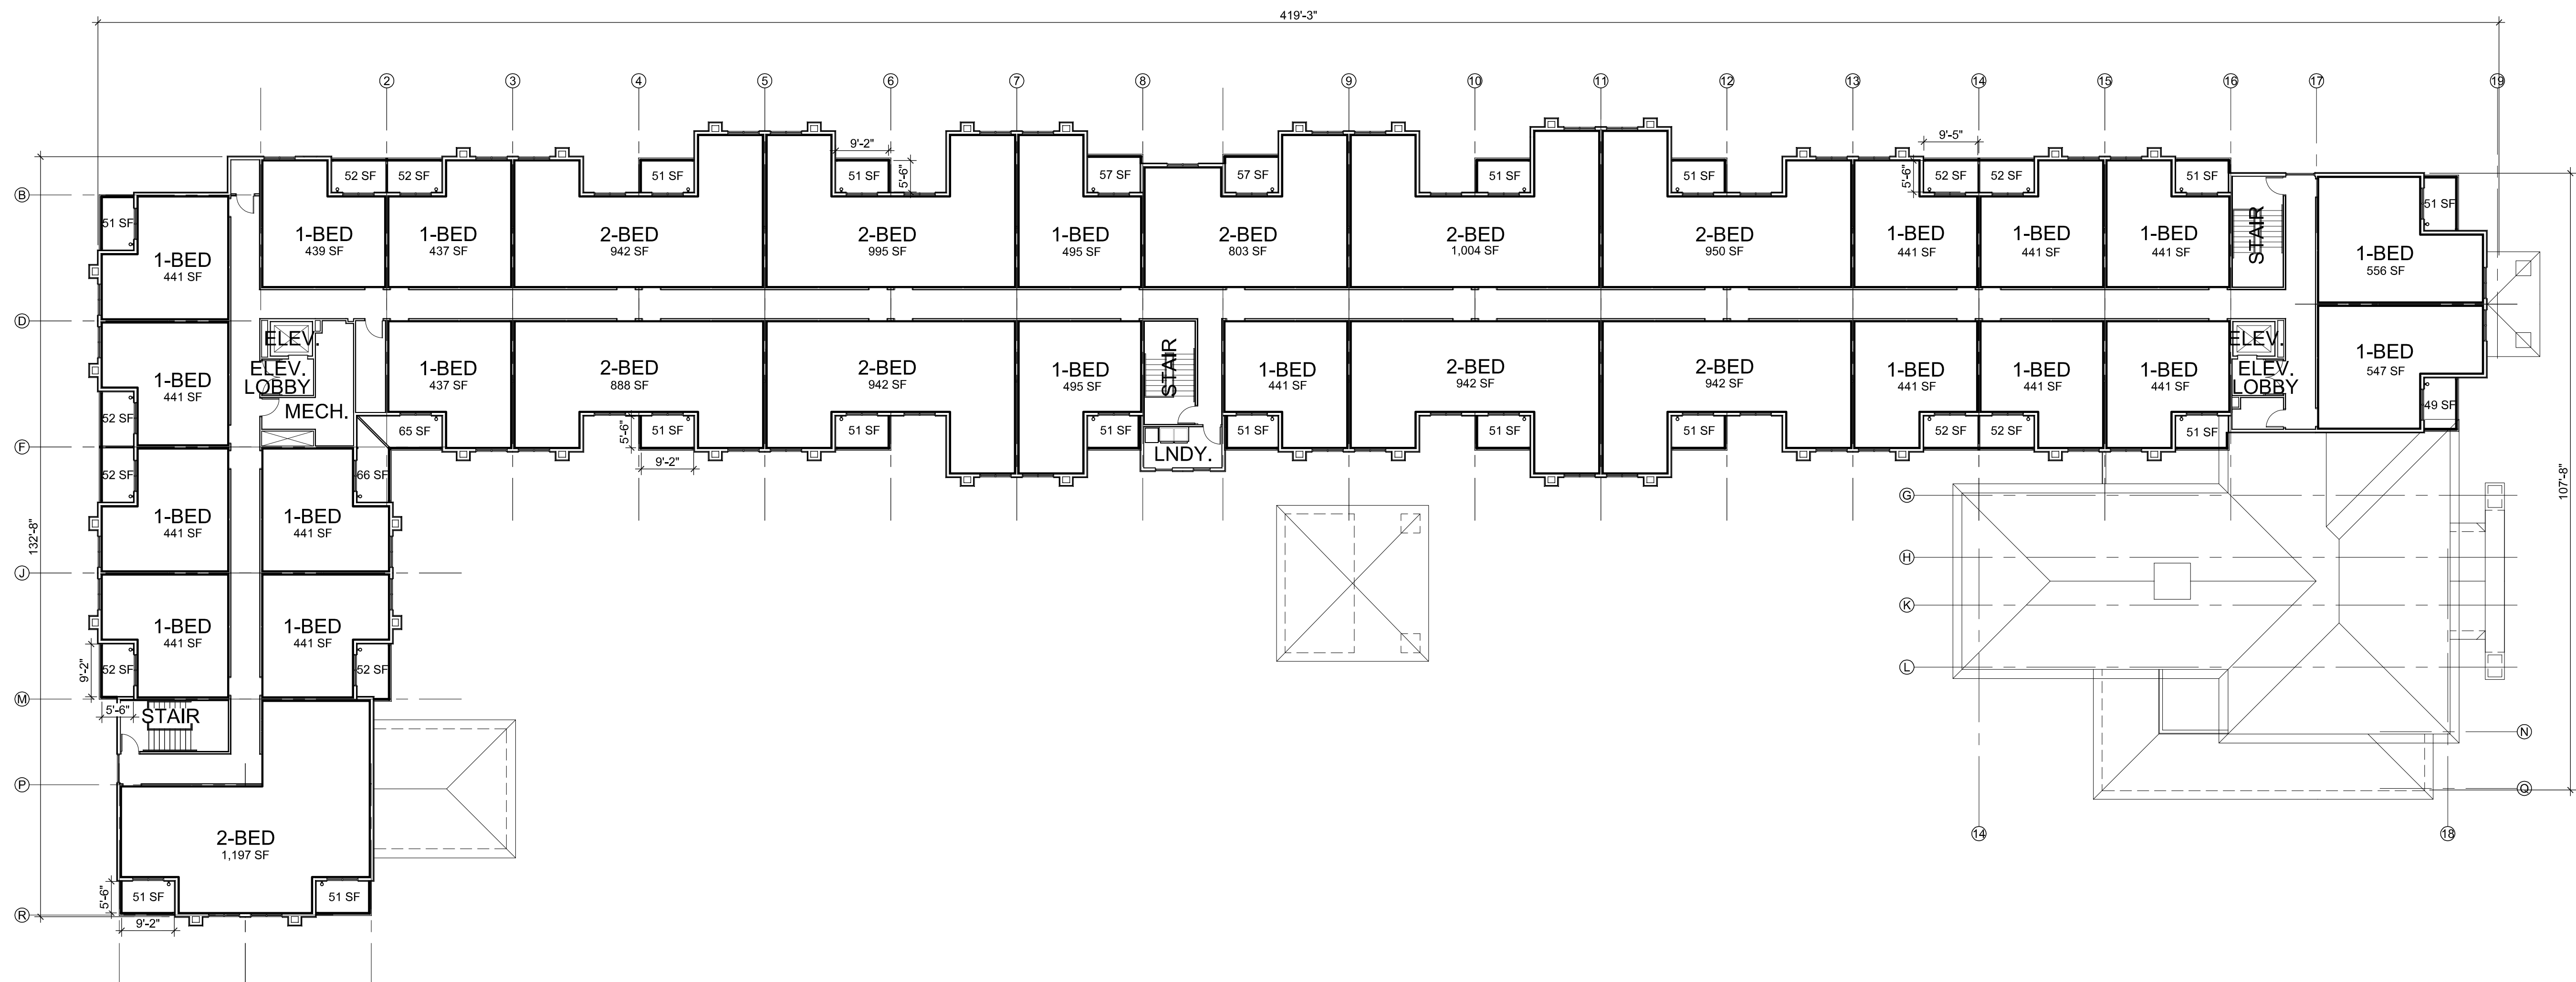 419'-3"
2 3 4 5 6 7 8 9 10 11 12 13 14 15 16 17 19
9'-2"
5'-6"
9'-5"
5'-6"
52 SF 52 SF 51 SF 51 SF 57 SF 57 SF 51 SF 51 SF 52 SF 52 SF 51 SF
B
51 SF
51 SF
1-BED
439 SF
1-BED
437 SF
2-BED
942 SF
2-BED
995 SF
1-BED
495 SF
2-BED
803 SF
2-BED
1,004 SF
2-BED
950 SF
1-BED
441 SF
1-BED
441 SF
1-BED
441 SF
STAIR
1-BED
556 SF
1-BED
441 SF
D
ELEV.
ELEV.
LOBBY
MECH.
1-BED
441 SF
52 SF
1-BED
437 SF
2-BED
888 SF
2-BED
942 SF
1-BED
495 SF
STAIR
1-BED
441 SF
2-BED
942 SF
2-BED
942 SF
1-BED
441 SF
1-BED
441 SF
1-BED
441 SF
ELEV.
ELEV.
LOBBY
1-BED
547 SF
49 SF
65 SF 51 SF 51 SF 51 SF 51 SF 51 SF 51 SF 52 SF 52 SF 51 SF
5'-6"
9'-2"
LNDY.
F
52 SF
66 SF
1-BED
441 SF
1-BED
441 SF
132'-8"
107'-8"
G
H
J
K
L
1-BED
441 SF
1-BED
441 SF
9'-2"
52 SF
52 SF
M
5'-6"
STAIR
N
P
Q
2-BED
1,197 SF
14
18
5'-6"
51 SF
51 SF
R
9'-2"